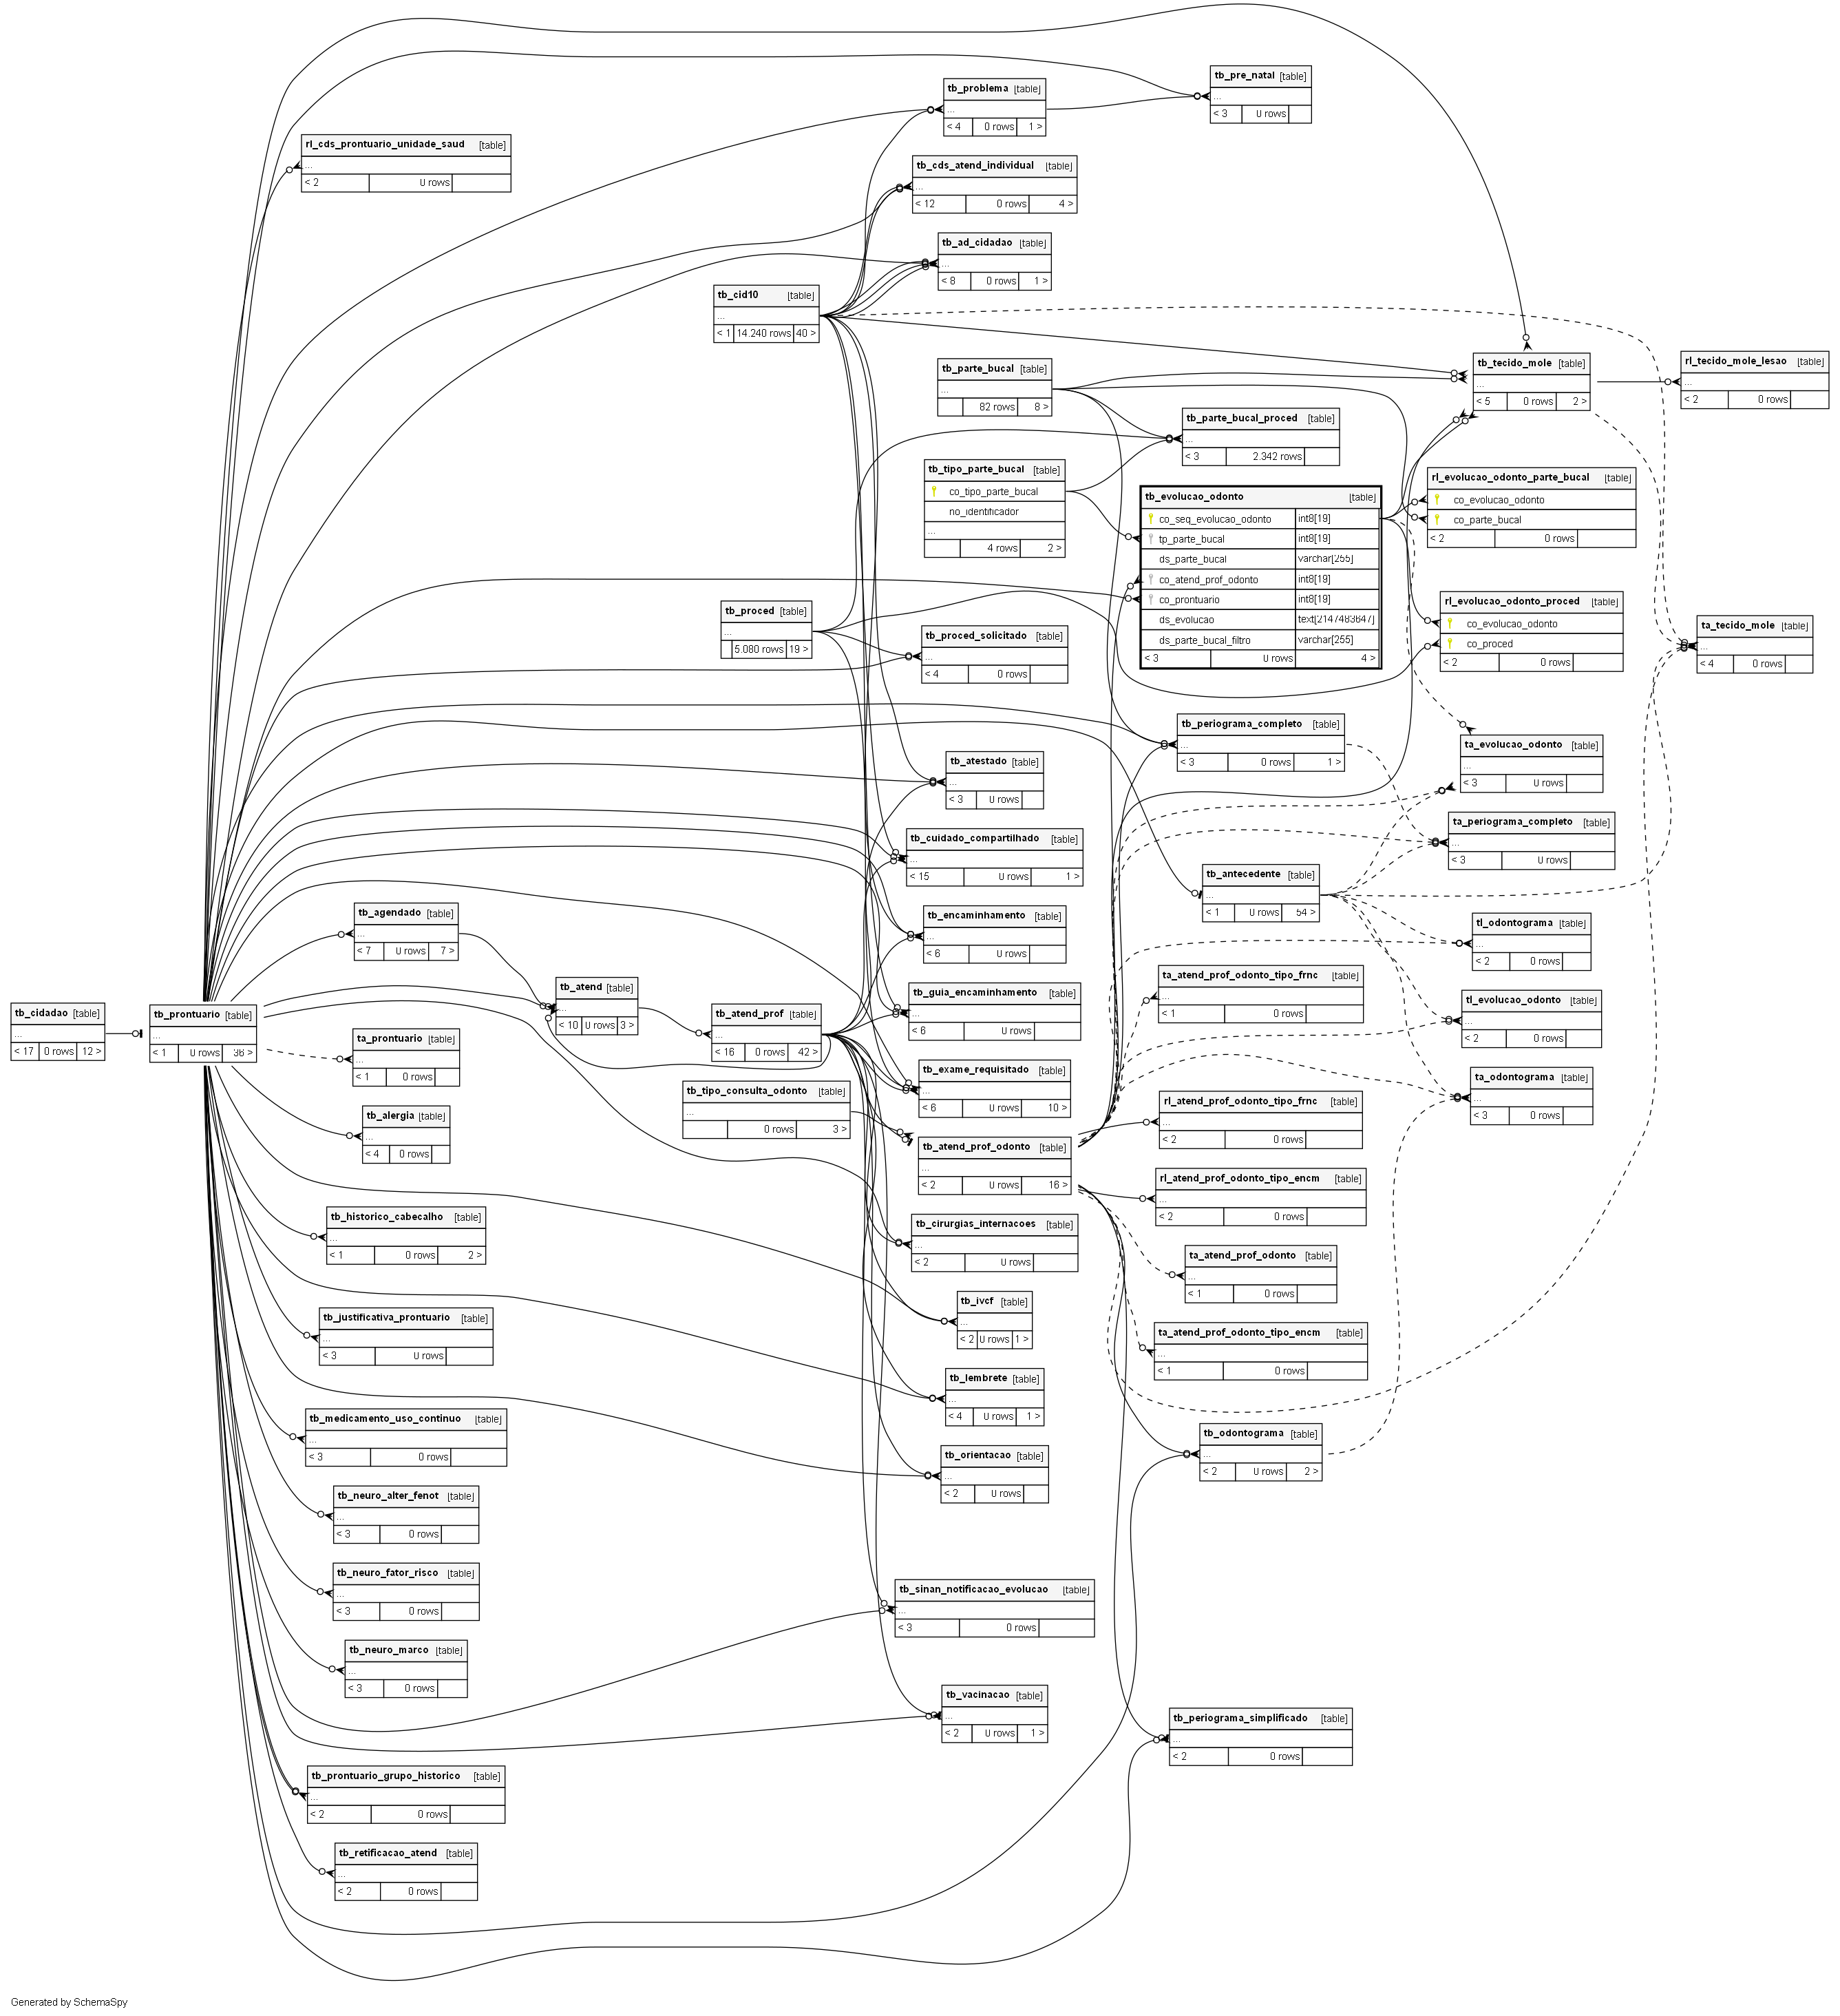 tb_pre_natal [table]
...
< 3 0 rows
tb_problema [table]
...
< 4 0 rows 1 >
rl_cds_prontuario_unidade_saud [table]
...
< 2 0 rows
tb_cds_atend_individual [table]
...
< 12 0 rows 4 >
tb_ad_cidadao [table]
...
< 8 0 rows 1 >
tb_cid10 [table]
...
< 1 14.240 rows 40 >
tb_parte_bucal [table]
...
82 rows 8 >
tb_tecido_mole [table]
...
< 5 0 rows 2 >
rl_tecido_mole_lesao [table]
...
< 2 0 rows
tb_parte_bucal_proced [table]
...
< 3 2.342 rows
tb_tipo_parte_bucal [table]
co_tipo_parte_bucal
no_identificador
...
4 rows 2 >
tb_evolucao_odonto [table]
co_seq_evolucao_odonto int8[19]
tp_parte_bucal int8[19]
ds_parte_bucal varchar[255]
co_atend_prof_odonto int8[19]
co_prontuario int8[19]
ds_evolucao text[2147483647]
ds_parte_bucal_filtro varchar[255]
< 3 0 rows 4 >
rl_evolucao_odonto_parte_bucal [table]
co_evolucao_odonto
co_parte_bucal
< 2 0 rows
rl_evolucao_odonto_proced [table]
co_evolucao_odonto
co_proced
< 2 0 rows
tb_proced [table]
...
5.080 rows 19 >
tb_proced_solicitado [table]
...
< 4 0 rows
ta_tecido_mole [table]
...
< 4 0 rows
tb_periograma_completo [table]
...
< 3 0 rows 1 >
ta_evolucao_odonto [table]
...
< 3 0 rows
tb_atestado [table]
...
< 3 0 rows
ta_periograma_completo [table]
...
< 3 0 rows
tb_cuidado_compartilhado [table]
...
< 15 0 rows 1 >
tb_antecedente [table]
...
< 1 0 rows 54 >
tb_agendado [table]
...
< 7 0 rows 7 >
tb_encaminhamento [table]
...
< 6 0 rows
tl_odontograma [table]
...
< 2 0 rows
ta_atend_prof_odonto_tipo_frnc [table]
...
< 1 0 rows
tb_atend [table]
...
< 10 0 rows 3 >
tb_guia_encaminhamento [table]
...
< 6 0 rows
tl_evolucao_odonto [table]
...
< 2 0 rows
tb_cidadao [table]
...
< 17 0 rows 12 >
tb_prontuario [table]
...
< 1 0 rows 36 >
tb_atend_prof [table]
...
< 16 0 rows 42 >
ta_prontuario [table]
...
< 1 0 rows
tb_exame_requisitado [table]
...
< 6 0 rows 10 >
ta_odontograma [table]
...
< 3 0 rows
tb_tipo_consulta_odonto [table]
...
0 rows 3 >
rl_atend_prof_odonto_tipo_frnc [table]
...
< 2 0 rows
tb_alergia [table]
...
< 4 0 rows
tb_atend_prof_odonto [table]
...
< 2 0 rows 16 >
rl_atend_prof_odonto_tipo_encm [table]
...
< 2 0 rows
tb_historico_cabecalho [table]
...
< 1 0 rows 2 >
tb_cirurgias_internacoes [table]
...
< 2 0 rows
ta_atend_prof_odonto [table]
...
< 1 0 rows
tb_ivcf [table]
...
< 2 0 rows 1 >
tb_justificativa_prontuario [table]
...
< 3 0 rows
ta_atend_prof_odonto_tipo_encm [table]
...
< 1 0 rows
tb_lembrete [table]
...
< 4 0 rows 1 >
tb_medicamento_uso_continuo [table]
...
< 3 0 rows
tb_odontograma [table]
...
< 2 0 rows 2 >
tb_orientacao [table]
...
< 2 0 rows
tb_neuro_alter_fenot [table]
...
< 3 0 rows
tb_neuro_fator_risco [table]
...
< 3 0 rows
tb_sinan_notificacao_evolucao [table]
...
< 3 0 rows
tb_neuro_marco [table]
...
< 3 0 rows
tb_vacinacao [table]
...
< 2 0 rows 1 >
tb_periograma_simplificado [table]
...
< 2 0 rows
tb_prontuario_grupo_historico [table]
...
< 2 0 rows
tb_retificacao_atend [table]
...
< 2 0 rows
Generated by SchemaSpy